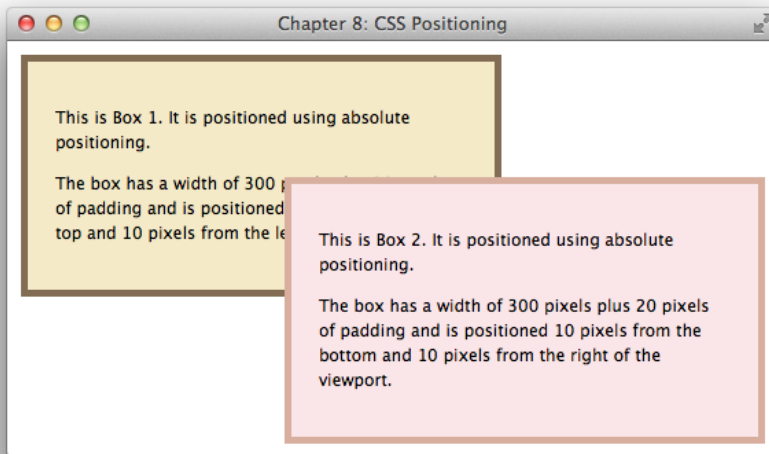 Chapter 8: CSS Positioning
This is Box 1. It is positioned using absolute
positioning.
The box has a width of 300
of padding and is positioned
top and 10 pixels from the
This is Box 2. It is positioned using absolute
positioning.
The box has a width of 300 pixels plus 20 pixels
of padding and is positioned 10 pixels from the
bottom and 10 pixels from the right of the
viewport.